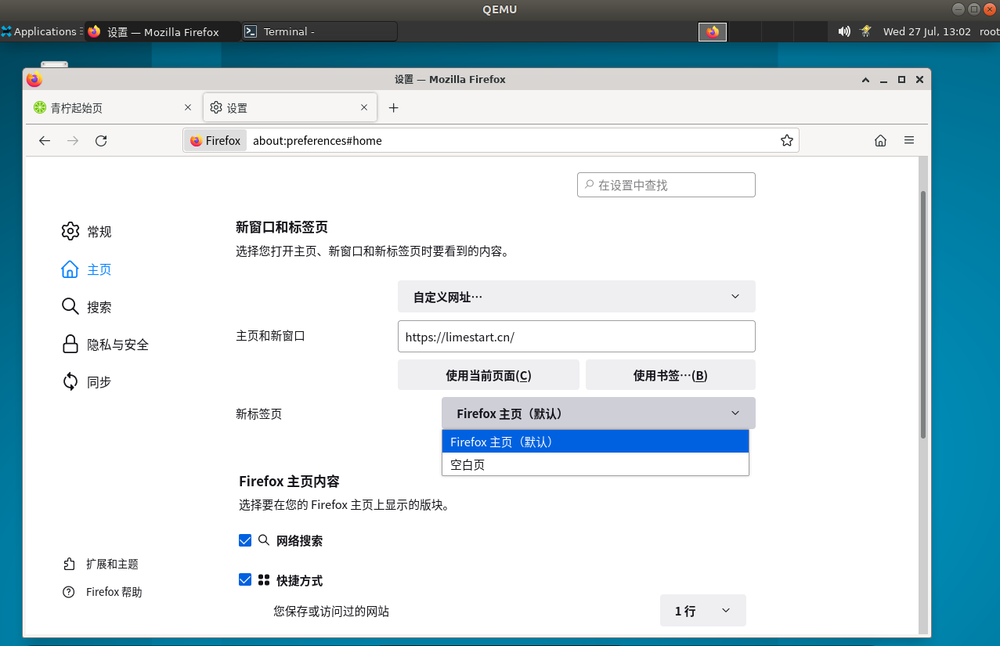 QEMU
Applications
设置 — Mozilla Firefox
Terminal -
Wed 27 Jul, 13:02
root
设置 — Mozilla Firefox
青柠起始页
设置
Firefox
about:preferences#home
在设置中查找
常规
主页
搜索
隐私与安全
同步
新窗口和标签页
选择您打开主页、新窗口和新标签页时要看到的内容。
自定义网址…
主页和新窗口
https://limestart.cn/
使用当前页面(C)
使用书签…(B)
新标签页
Firefox 主页（默认）
Firefox 主页（默认）
空白页
Firefox 主页内容
选择要在您的 Firefox 主页上显示的版块。
网络搜索
快捷方式
您保存或访问过的网站
1 行
扩展和主题
Firefox 帮助